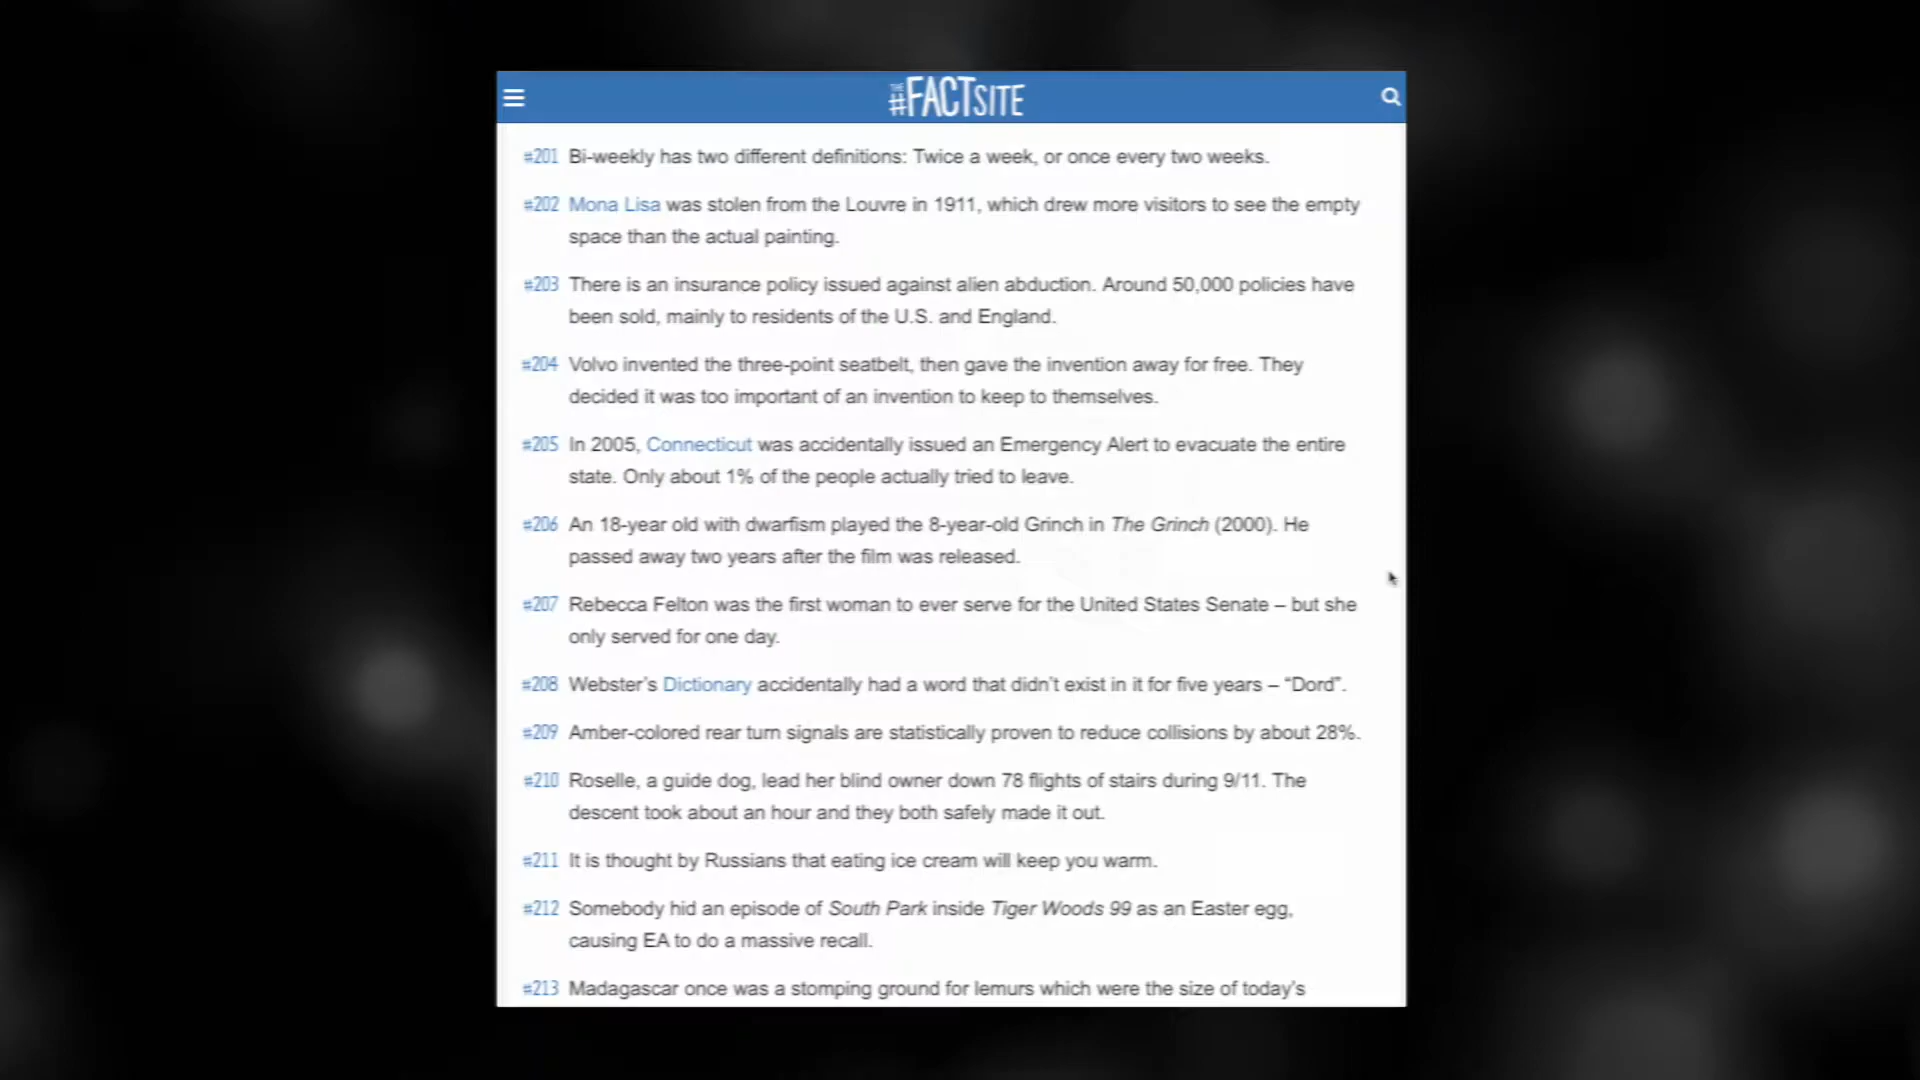 THE
#FACTSITE
#201 Bi-weekly has two different definitions: Twice a week, or once every two weeks.
#202 Mona Lisa was stolen from the Louvre in 1911, which drew more visitors to see the empty
space than the actual painting.
#203 There is an insurance policy issued against alien abduction. Around 50,000 policies have
been sold, mainly to residents of the U.S. and England.
#204 Volvo invented the three-point seatbelt, then gave the invention away for free. They
decided it was too important of an invention to keep to themselves.
#205 In 2005, Connecticut was accidentally issued an Emergency Alert to evacuate the entire
state. Only about 1% of the people actually tried to leave.
#206 An 18-year old with dwarfism played the 8-year-old Grinch in The Grinch (2000). He
passed away two years after the film was released.
#207 Rebecca Felton was the first woman to ever serve for the United States Senate – but she
only served for one day.
#208 Webster's Dictionary accidentally had a word that didn't exist in it for five years – “Dord”.
#209 Amber-colored rear turn signals are statistically proven to reduce collisions by about 28%.
#210 Roselle, a guide dog, lead her blind owner down 78 flights of stairs during 9/11. The
descent took about an hour and they both safely made it out.
#211 It is thought by Russians that eating ice cream will keep you warm.
#212 Somebody hid an episode of South Park inside Tiger Woods 99 as an Easter egg,
causing EA to do a massive recall.
#213 Madagascar once was a stomping ground for lemurs which were the size of today's